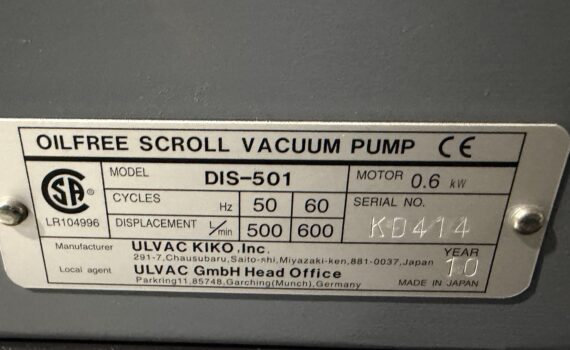 OILFREE SCROLL VACUUM PUMP CE
SA ®
LR104996
MODEL DIS-501 MOTOR 0.6 kW
CYCLES Hz 50 60 SERIAL NO.
DISPLACEMENT L/min 500 600 KD414
Manufacturer ULVAC KIKO.Inc. YEAR
291-7,Chausubaru,Saito-shi,Miyazaki-ken,881-0037,Japan 10
Local agent ULVAC GmbH Head Office
Parkring11,85748,Garching(Munch),Germany MADE IN JAPAN